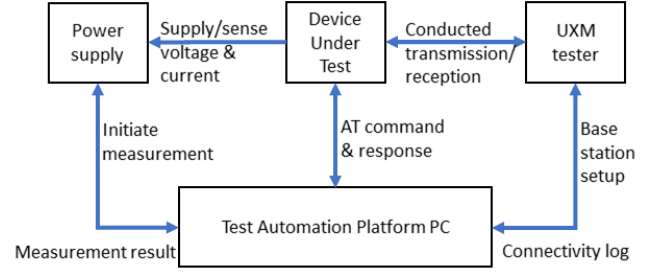 Power
supply
Supply/sense
voltage &
current
Device
Under
Test
Conducted
transmission/
reception
UXM
tester
Initiate
measurement
AT command
& response
Base
station
setup
Test Automation Platform PC
Measurement result
Connectivity log